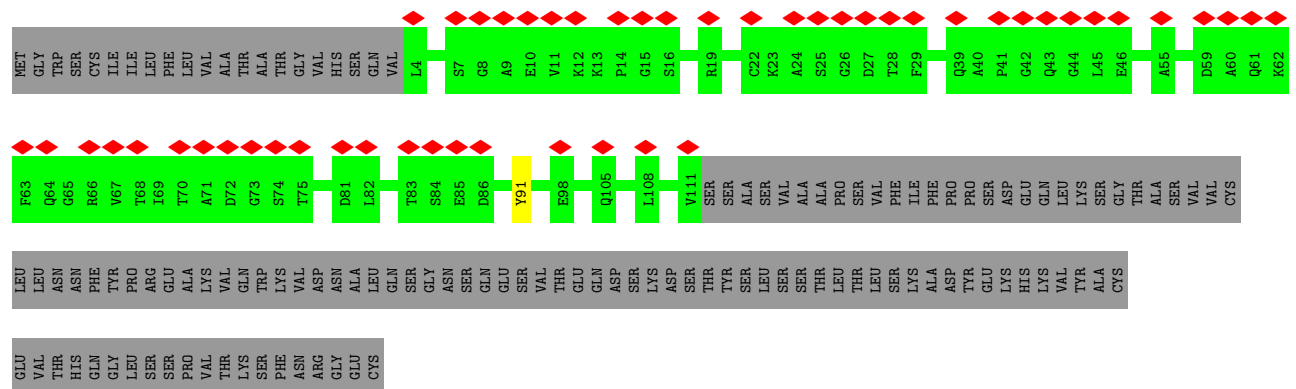 MET GLY TRP SER CYS ILE ILE LEU PHE LEU VAL ALA THR ALA THR GLY VAL HIS SER GLN VAL L4 S7 G8 A9 E10 V11 K12 K13 P14 G15 S16 R19 C22 K23 A24 S25 G26 D27 T28 F29 Q39 A40 P41 G42 Q43 G44 L45 E46 A55 D59 A60 Q61 K62
F63 Q64 G65 R66 V67 T68 I69 T70 A71 D72 G73 S74 T75 D81 L82 T83 S84 E85 D86 Y91 E98 Q105 L108 V111 SER SER ALA SER VAL ALA ALA PRO SER VAL PHE ILE PHE PRO PRO SER ASP GLU GLN LEU LYS SER GLY THR ALA SER VAL VAL CYS
LEU LEU ASN ASN PHE TYR PRO ARG GLU ALA LYS VAL GLN TRP LYS VAL ASP ASN ALA LEU GLN SER GLY ASN SER GLN GLU SER VAL THR GLU GLN ASP SER LYS ASP SER THR TYR SER LEU SER SER THR LEU THR LEU SER LYS ALA ASP TYR GLU LYS HIS LYS VAL TYR ALA CYS
GLU VAL THR HIS GLN GLY LEU SER SER PRO VAL THR LYS SER PHE ASN ARG GLY GLU CYS